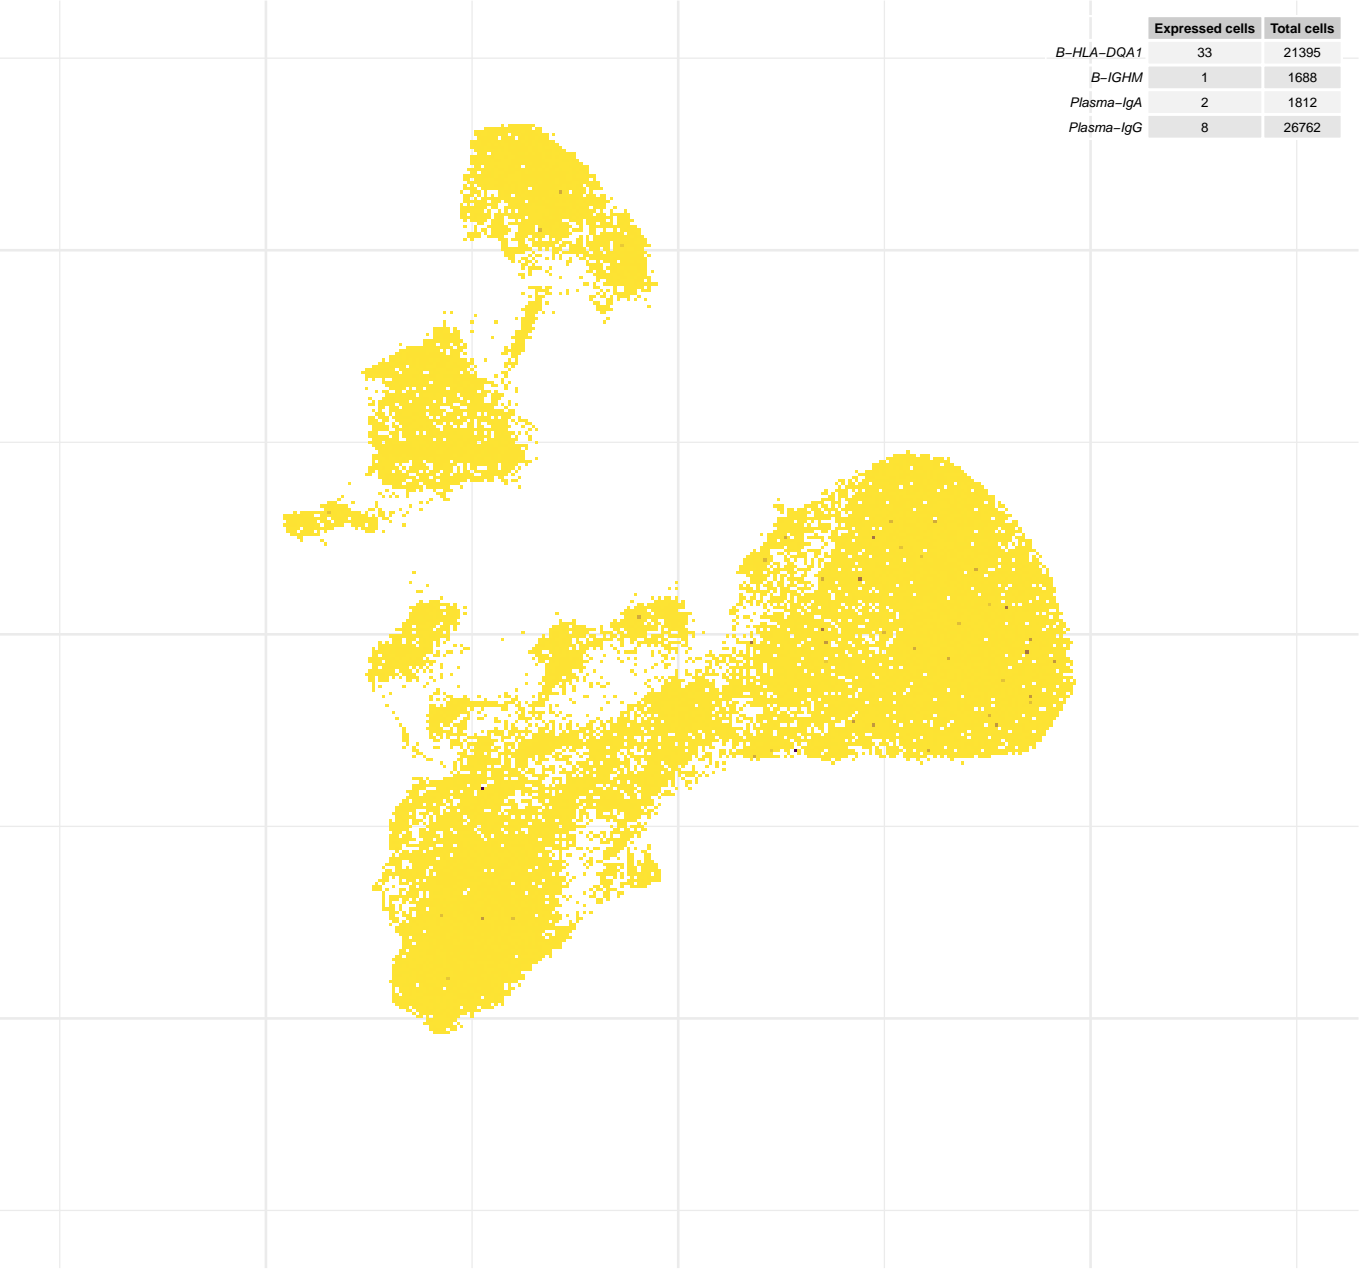 Expressed cells Total cells
B−HLA−DQA1 33 21395
B−IGHM 1 1688
Plasma−IgA 2 1812
Plasma−IgG 8 26762